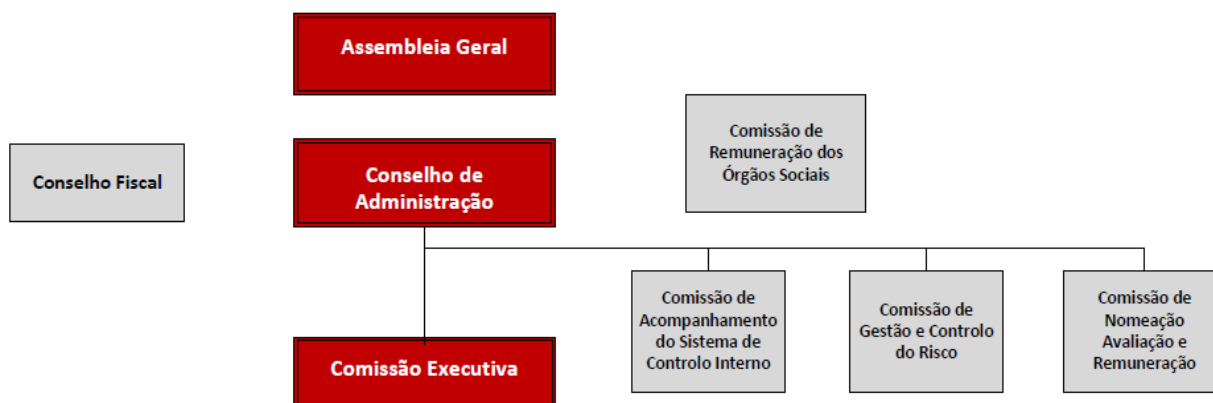 Assembleia Geral
Comissão de
Remuneração dos
Órgãos Sociais
Conselho Fiscal
Conselho de
Administração
Comissão de
Acompanhamento
do Sistema de
Controlo Interno
Comissão de
Gestão e Controlo
do Risco
Comissão de
Nomeação
Avaliação e
Remuneração
Comissão Executiva